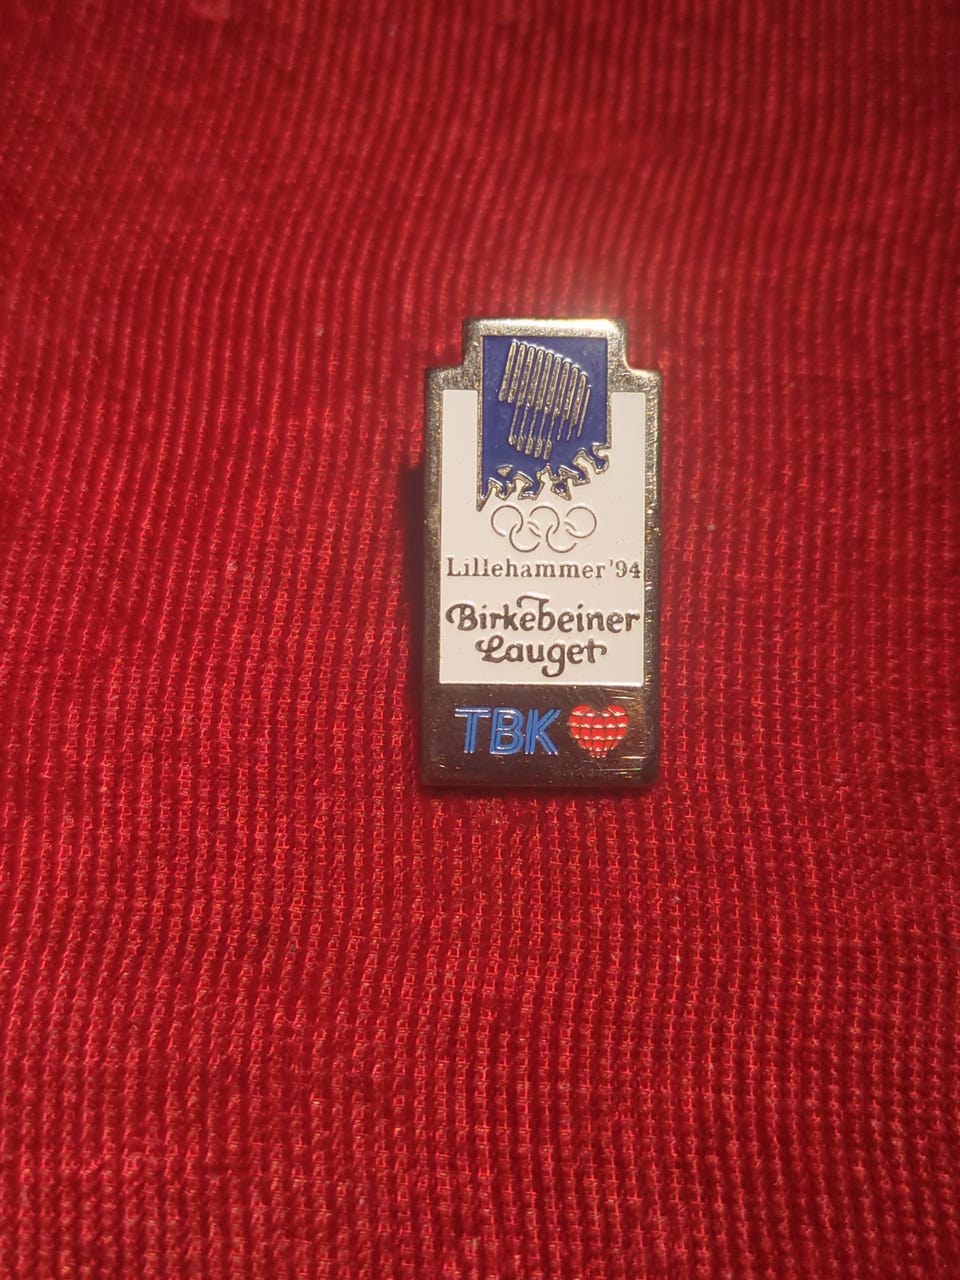 Lillehammer '94
Birkebeiner
Lauget
TBK